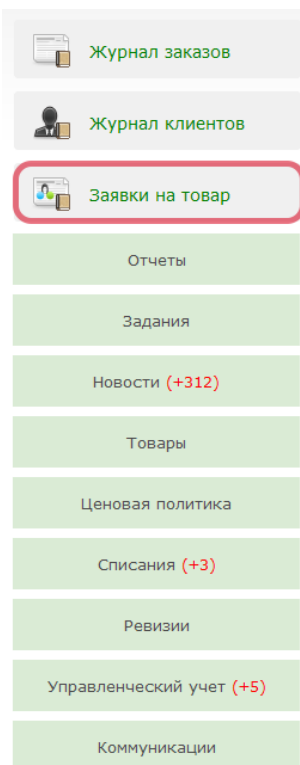 Журнал заказов
Журнал клиентов
Заявки на товар
Отчеты
Задания
Новости (+312)
Товары
Ценовая политика
Списания (+3)
Ревизии
Управленческий учет (+5)
Коммуникации